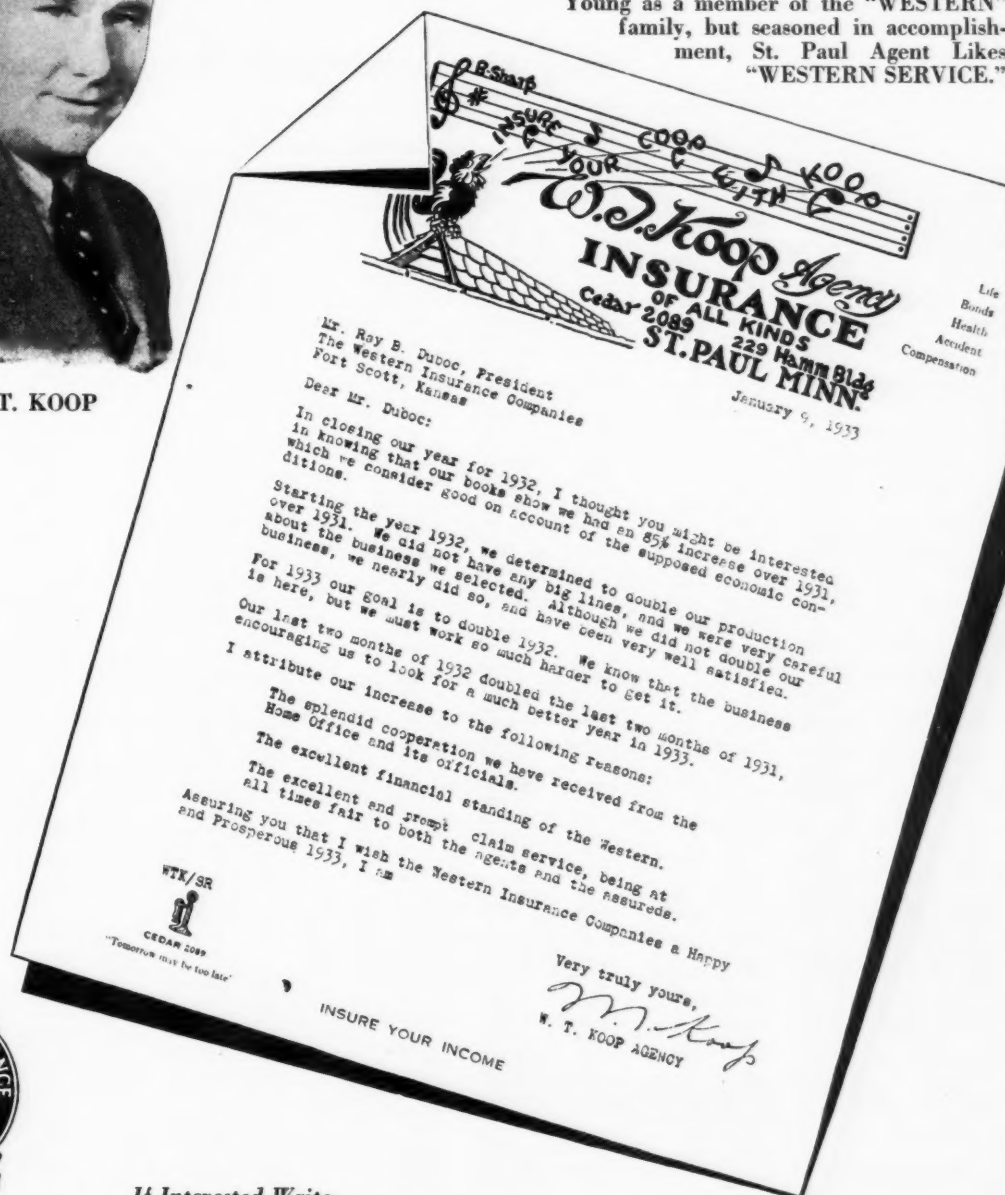 Young as a member of the "WESTERN"
family, but seasoned in accomplish-
ment, St. Paul Agent Likes
"WESTERN SERVICE."
T. KOOP
B-Sharp
INSURE YOUR COOP WITH KOOP
W.T. Koop Agency
INSURANCE
OF ALL KINDS
Cedar 2089 229 Hamm Bldg
ST. PAUL MINN.
Life
Bonds
Health
Accident
Compensation
January 9, 1933
Mr. Ray B. Duboc, President
The Western Insurance Companies
Fort Scott, Kansas
Dear Mr. Duboc:
In closing our year for 1932, I thought you might be interested
in knowing that our books show we had an 85% increase over 1931,
which we consider good on account of the supposed economic con-
ditions.
Starting the year 1932, we determined to double our production
over 1931. We did not have any big lines, and we were very careful
about the business we selected. Although we did not double our
business, we nearly did so, and have been very well satisfied.
For 1933 our goal is to double 1932. We know that the business
is here, but we must work so much harder to get it.
Our last two months of 1932 doubled the last two months of 1931,
encouraging us to look for a much better year in 1933.
I attribute our increase to the following reasons:
The splendid cooperation we have received from the
Home Office and its officials.
The excellent financial standing of the Western.
The excellent and prompt claim service, being at
all times fair to both the agents and the assureds.
Assuring you that I wish the Western Insurance Companies a Happy
and Prosperous 1933, I am
Very truly yours,
W. T. Koop
W. T. KOOP AGENCY
WTK/SR
CEDAR 2089
"Tomorrow may be too late"
INSURE YOUR INCOME
NCE
If Interested Write